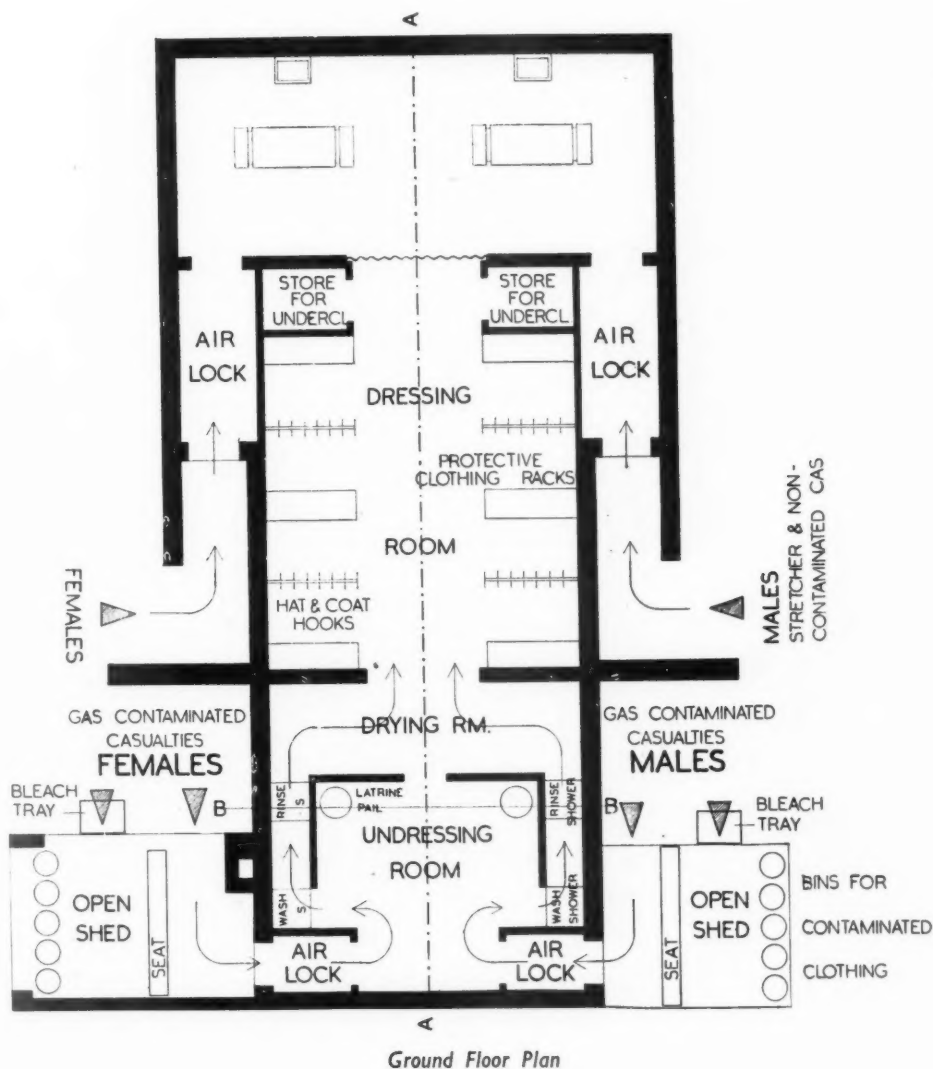 A
STORE
FOR
UNDERCL
STORE
FOR
UNDERCL
AIR
LOCK
AIR
LOCK
DRESSING
PROTECTIVE
CLOTHING RACKS
ROOM
HAT & COAT
HOOKS
FEMALES
MALES
STRETCHER & NON-
CONTAMINATED CAS
GAS CONTAMINATED
CASUALTIES
FEMALES
DRYING RM.
GAS CONTAMINATED
CASUALTIES
MALES
BLEACH
TRAY
B
RINSE
S
LATRINE
PAIL
RINSE
SHOWER
B
BLEACH
TRAY
UNDRESSING
ROOM
OPEN
SHED
SEAT
WASH
S
WASH
SHOWER
SEAT
OPEN
SHED
BINS FOR
CONTAMINATED
CLOTHING
AIR
LOCK
AIR
LOCK
A
Ground Floor Plan